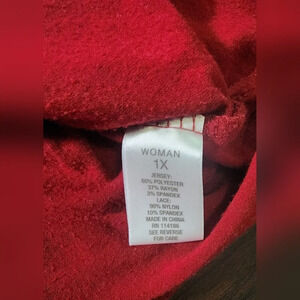 WOMAN
1X
JERSEY:
60% POLYESTER
37% RAYON
3% SPANDEX
LACE:
90% NYLON
10% SPANDEX
MADE IN CHINA
RN 114186
SEE REVERSE
FOR CARE